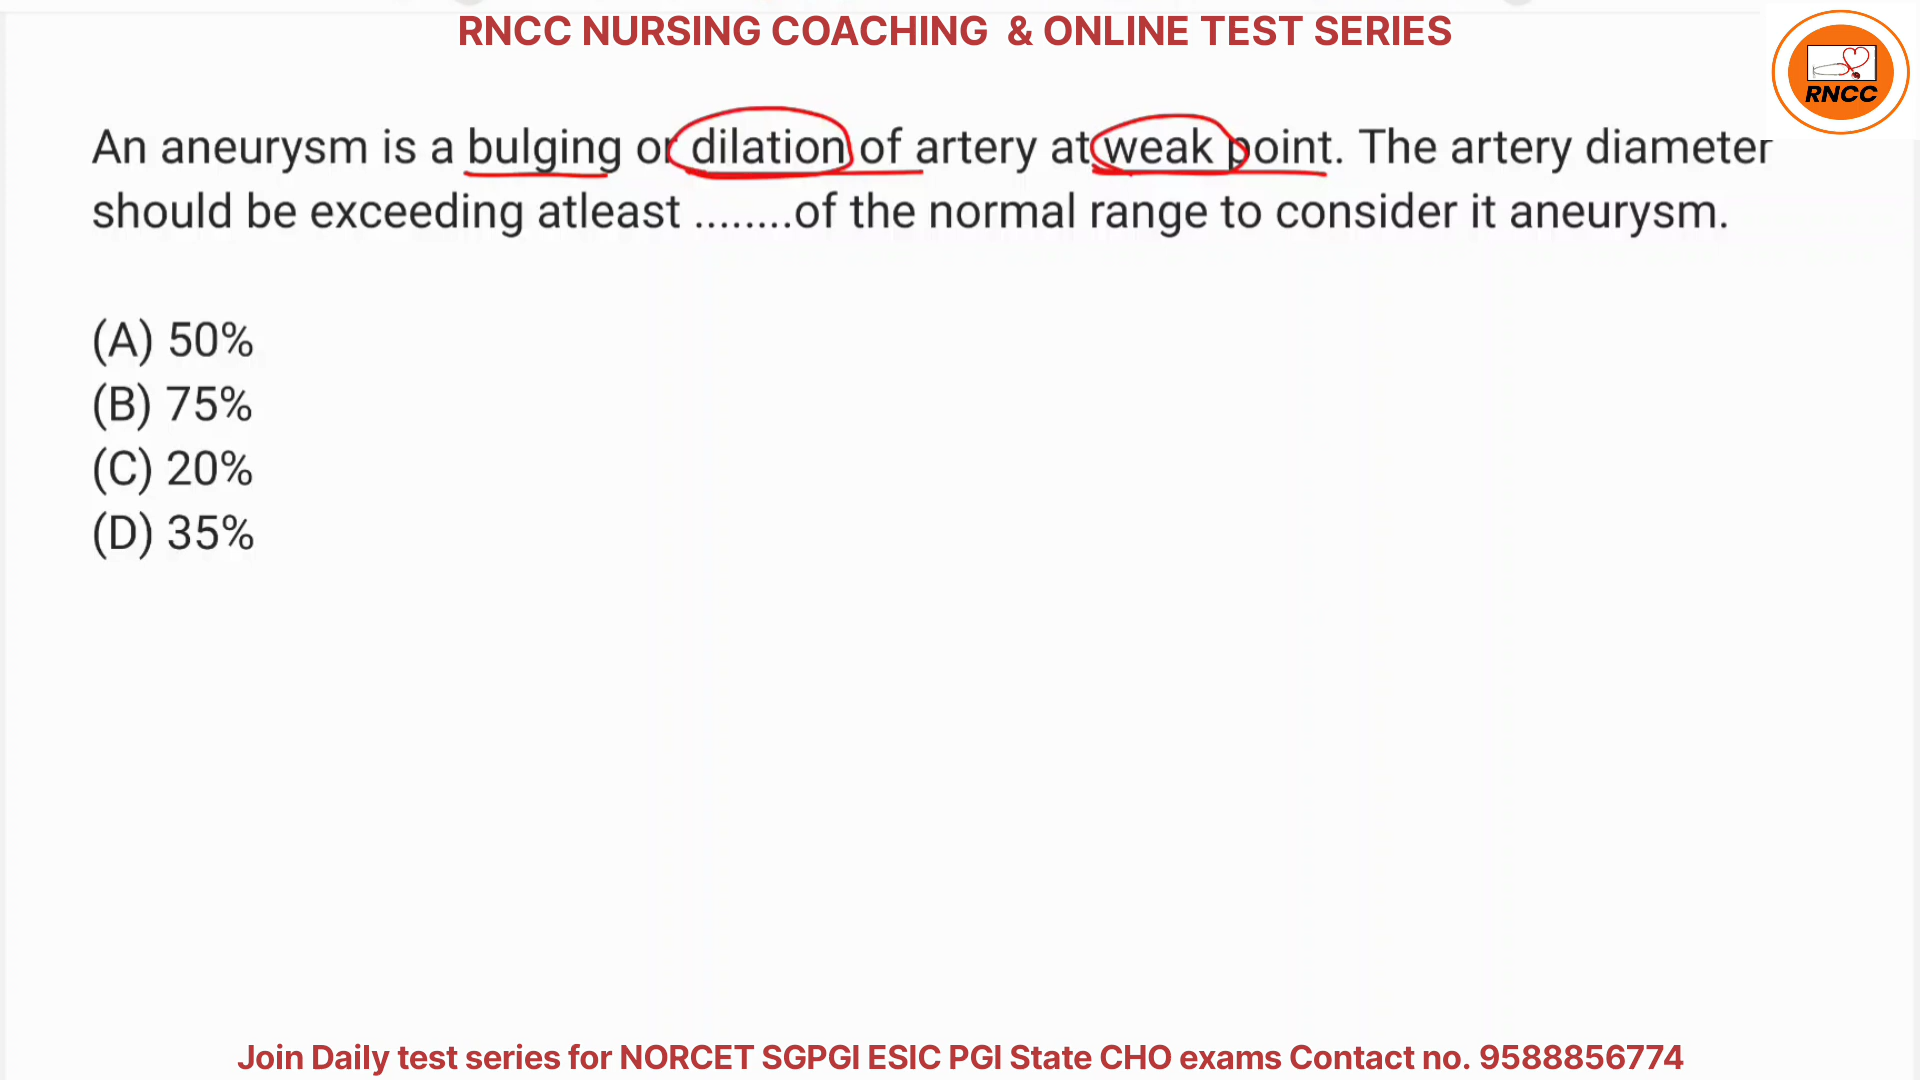 RNCC NURSING COACHING & ONLINE TEST SERIES
RNCC
An aneurysm is a bulging or dilation of artery at weak point. The artery diameter
should be exceeding atleast ........of the normal range to consider it aneurysm.
(A) 50%
(B) 75%
(C) 20%
(D) 35%
Join Daily test series for NORCET SGPGI ESIC PGI State CHO exams Contact no. 9588856774